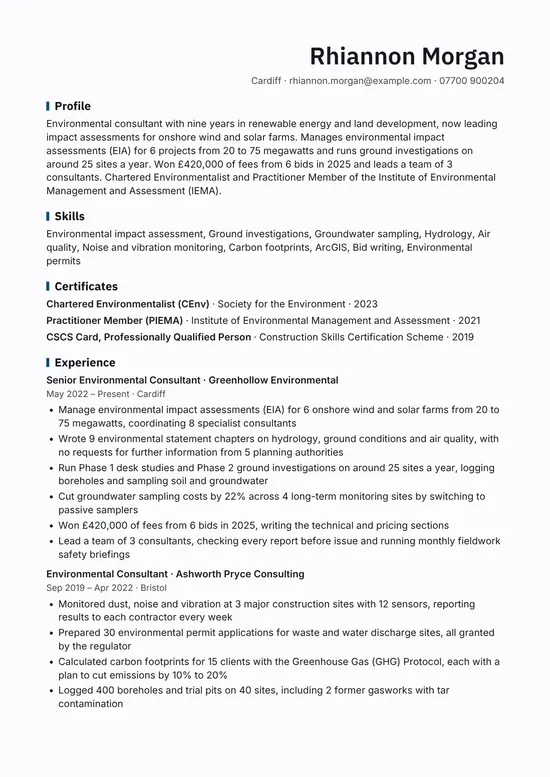 Rhiannon Morgan
Cardiff · rhiannon.morgan@example.com · 07700 900204
Profile
Environmental consultant with nine years in renewable energy and land development, now leading
impact assessments for onshore wind and solar farms. Manages environmental impact
assessments (EIA) for 6 projects from 20 to 75 megawatts and runs ground investigations on
around 25 sites a year. Won £420,000 of fees from 6 bids in 2025 and leads a team of 3
consultants. Chartered Environmentalist and Practitioner Member of the Institute of Environmental
Management and Assessment (IEMA).
Skills
Environmental impact assessment, Ground investigations, Groundwater sampling, Hydrology, Air
quality, Noise and vibration monitoring, Carbon footprints, ArcGIS, Bid writing, Environmental
permits
Certificates
Chartered Environmentalist (CEnv) · Society for the Environment · 2023
Practitioner Member (PIEMA) · Institute of Environmental Management and Assessment · 2021
CSCS Card, Professionally Qualified Person · Construction Skills Certification Scheme · 2019
Experience
Senior Environmental Consultant · Greenhollow Environmental
May 2022 – Present · Cardiff
• Manage environmental impact assessments (EIA) for 6 onshore wind and solar farms from 20 to
75 megawatts, coordinating 8 specialist consultants
• Wrote 9 environmental statement chapters on hydrology, ground conditions and air quality, with
no requests for further information from 5 planning authorities
• Run Phase 1 desk studies and Phase 2 ground investigations on around 25 sites a year, logging
boreholes and sampling soil and groundwater
• Cut groundwater sampling costs by 22% across 4 long-term monitoring sites by switching to
passive samplers
• Won £420,000 of fees from 6 bids in 2025, writing the technical and pricing sections
• Lead a team of 3 consultants, checking every report before issue and running monthly fieldwork
safety briefings
Environmental Consultant · Ashworth Pryce Consulting
Sep 2019 – Apr 2022 · Bristol
• Monitored dust, noise and vibration at 3 major construction sites with 12 sensors, reporting
results to each contractor every week
• Prepared 30 environmental permit applications for waste and water discharge sites, all granted
by the regulator
• Calculated carbon footprints for 15 clients with the Greenhouse Gas (GHG) Protocol, each with a
plan to cut emissions by 10% to 20%
• Logged 400 boreholes and trial pits on 40 sites, including 2 former gasworks with tar
contamination